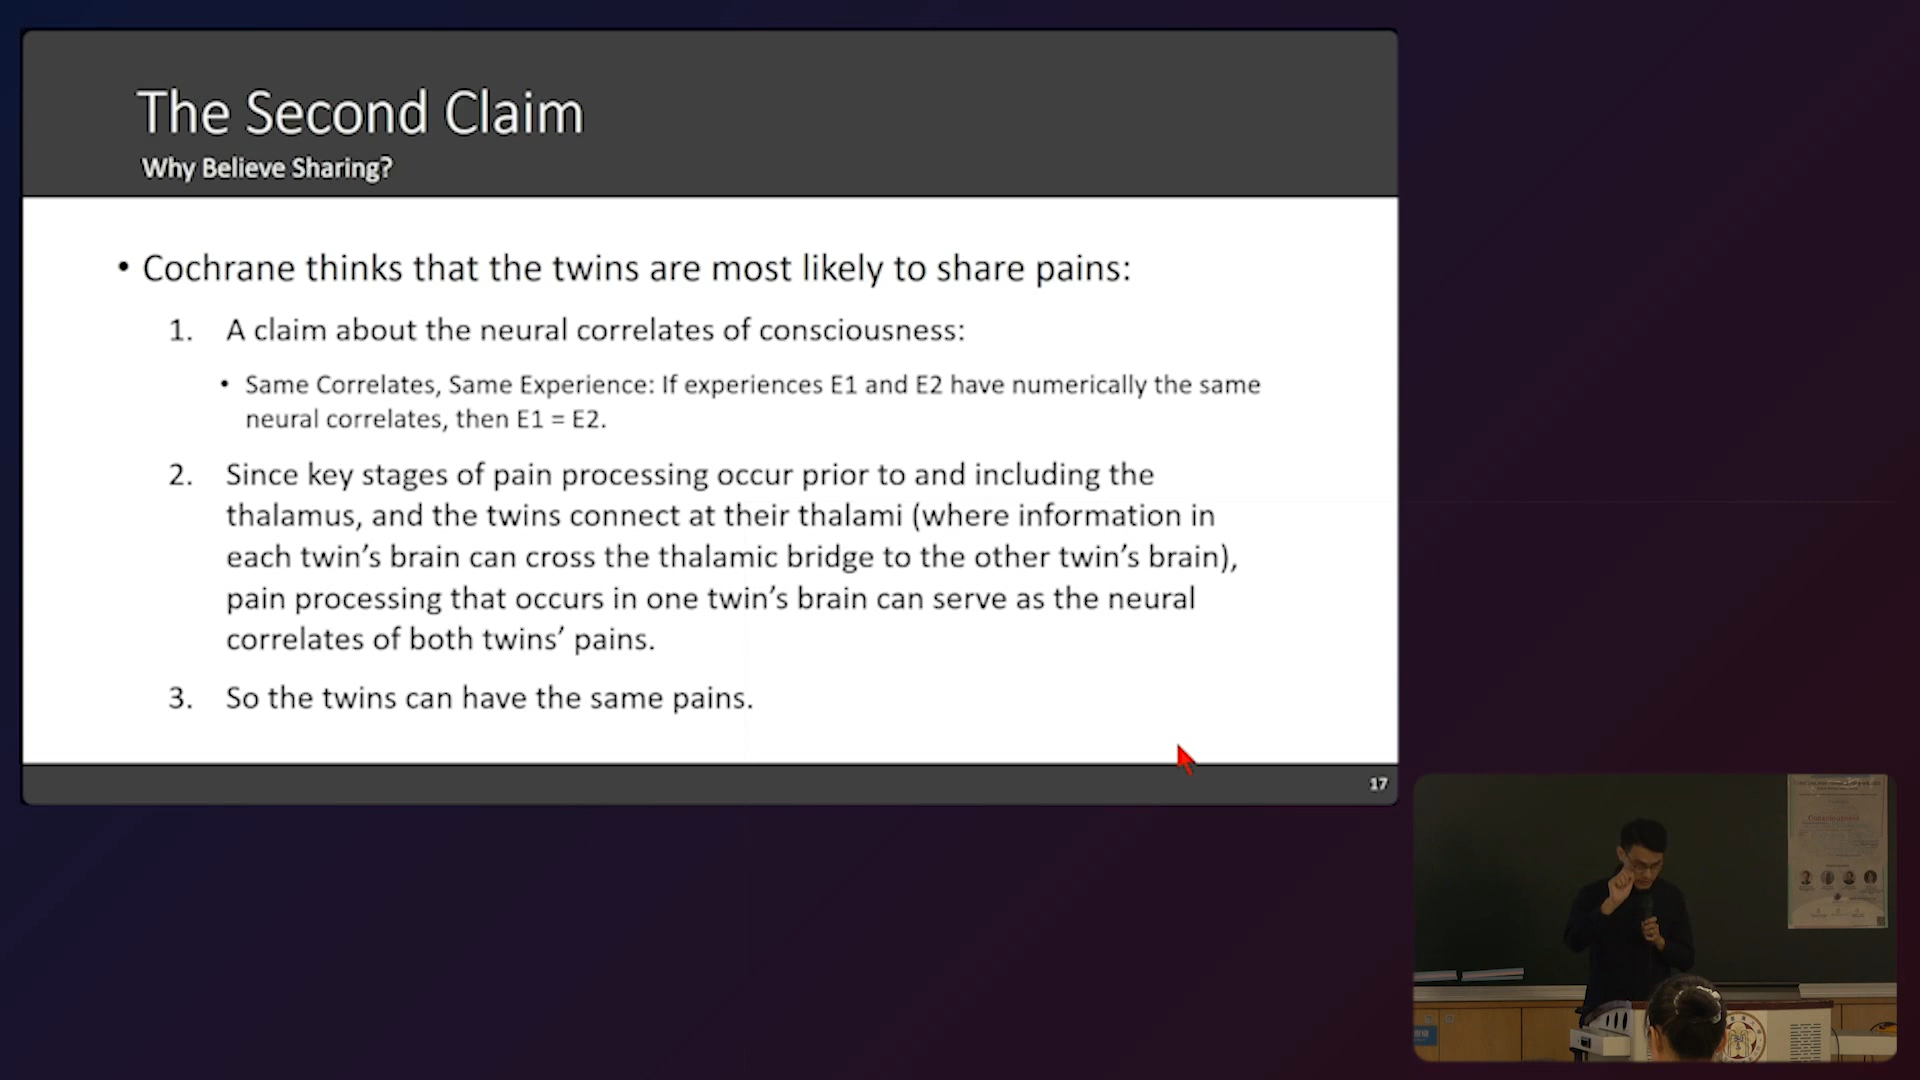 The Second Claim
Why Believe Sharing?
• Cochrane thinks that the twins are most likely to share pains:
1. A claim about the neural correlates of consciousness:
• Same Correlates, Same Experience: If experiences E1 and E2 have numerically the same
neural correlates, then E1 = E2.
2. Since key stages of pain processing occur prior to and including the
thalamus, and the twins connect at their thalami (where information in
each twin’s brain can cross the thalamic bridge to the other twin’s brain),
pain processing that occurs in one twin’s brain can serve as the neural
correlates of both twins’ pains.
3. So the twins can have the same pains.
17
Consciousness